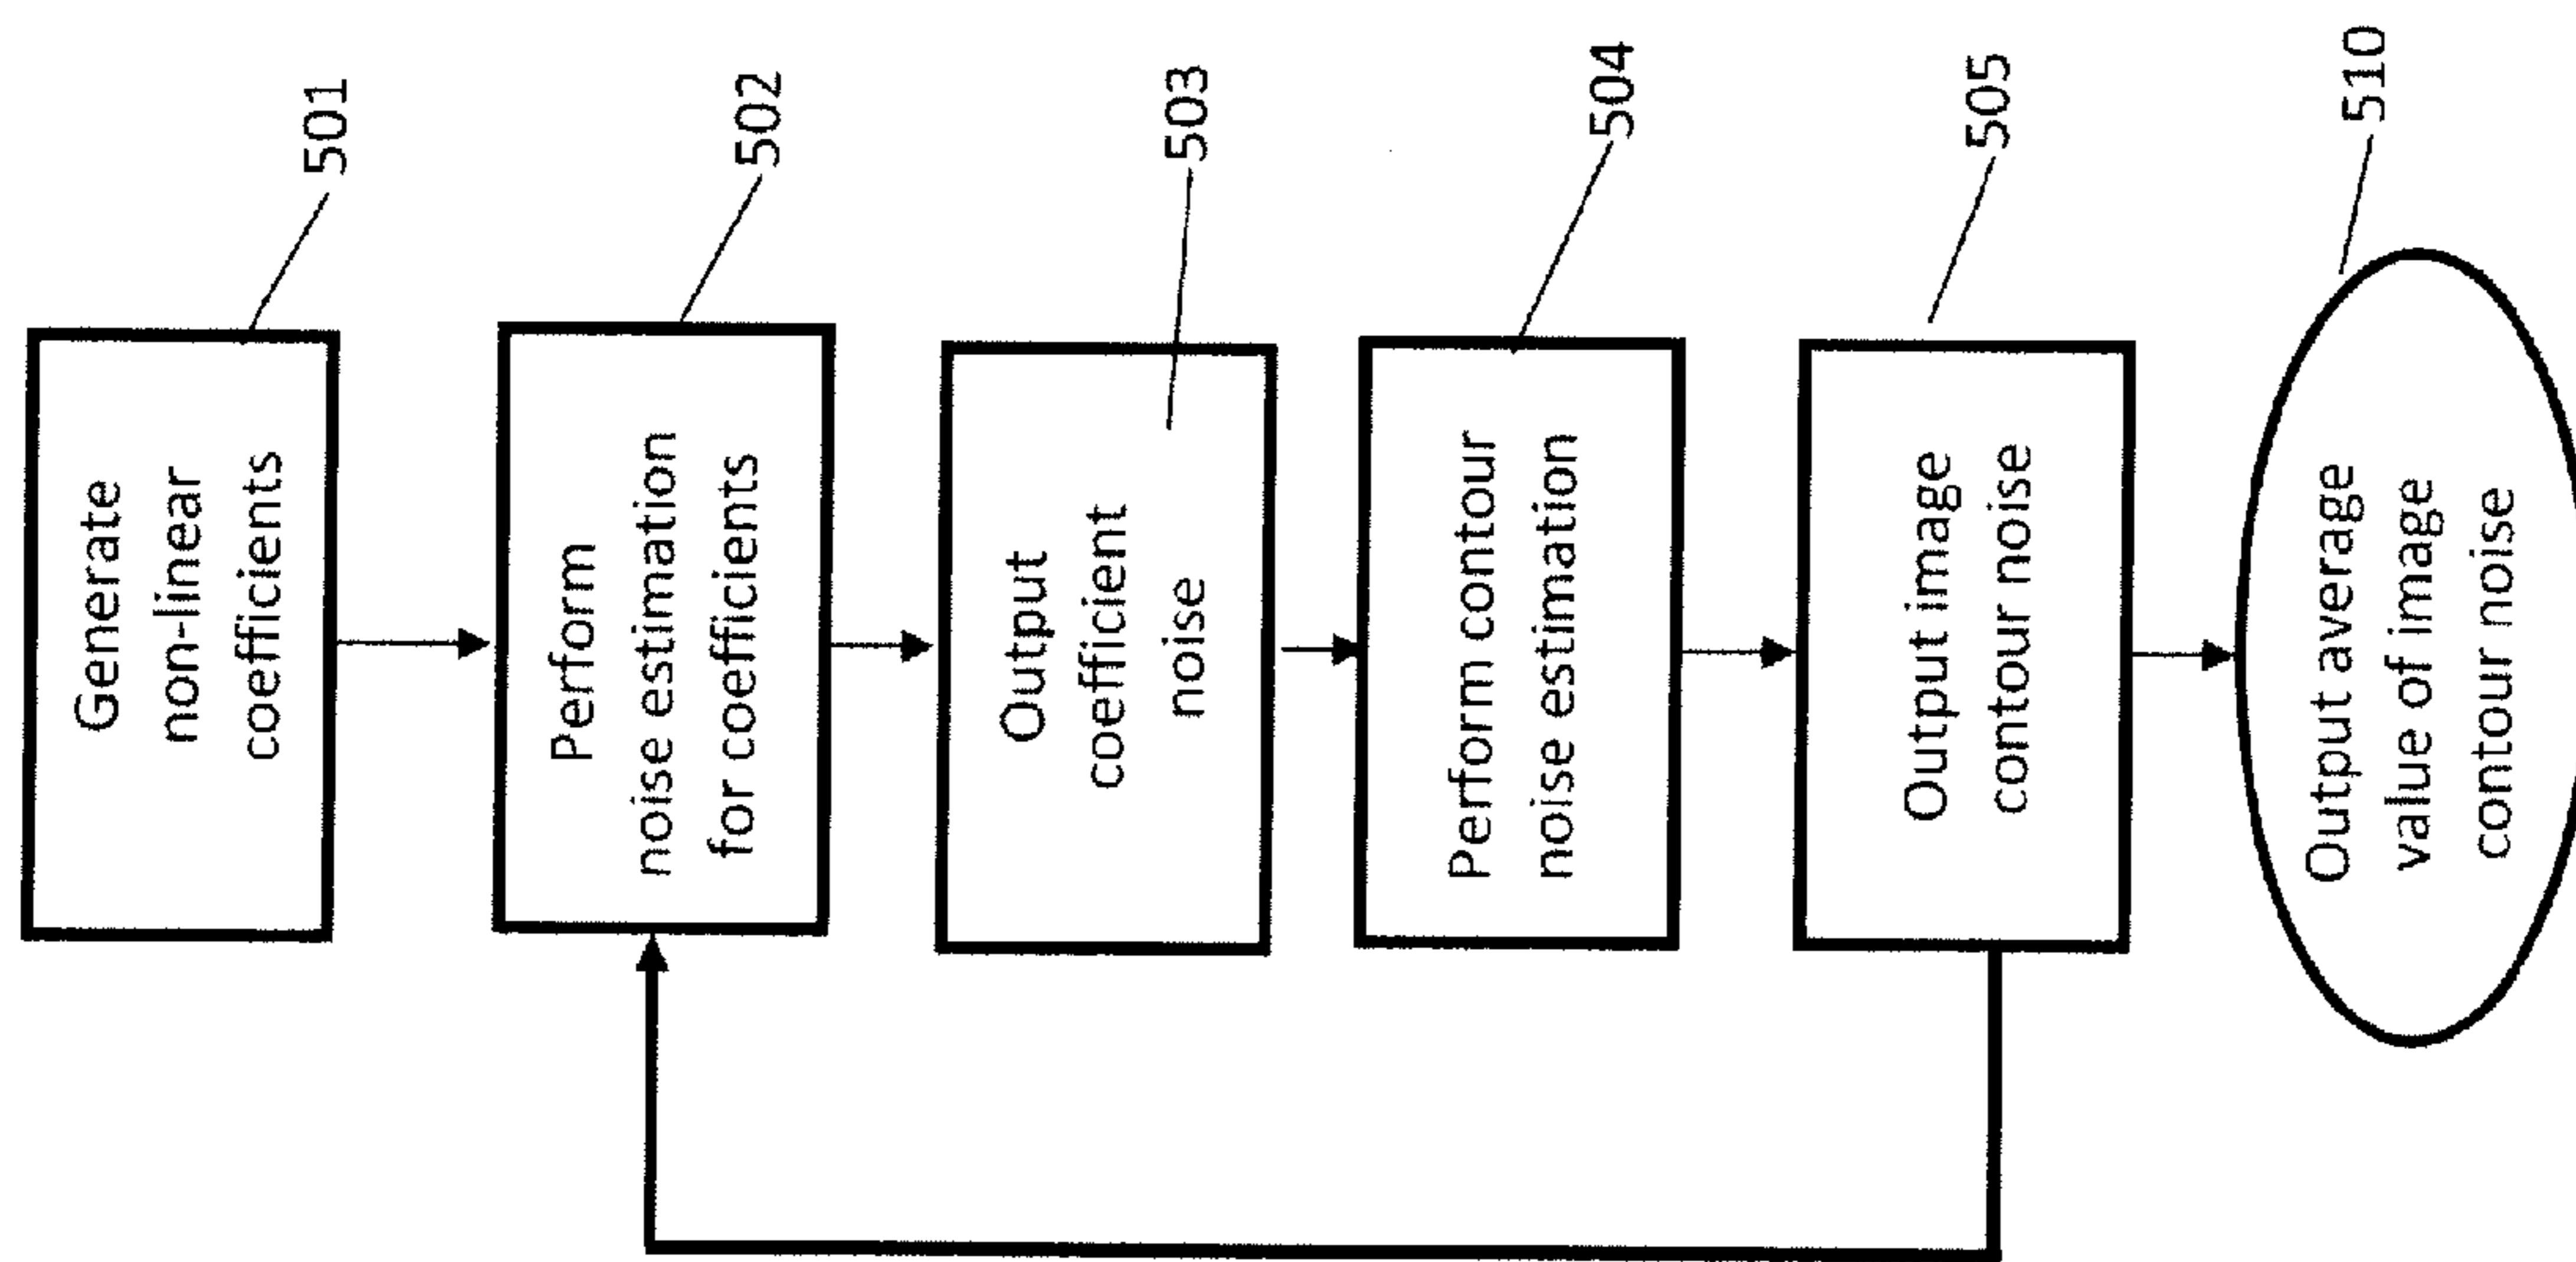 Generate
non-linear
coefficients
501
Perform
noise estimation
for coefficients
502
Output
coefficient
noise
503
Perform contour
noise estimation
504
Output image
contour noise
505
Output average
value of image
contour noise
510